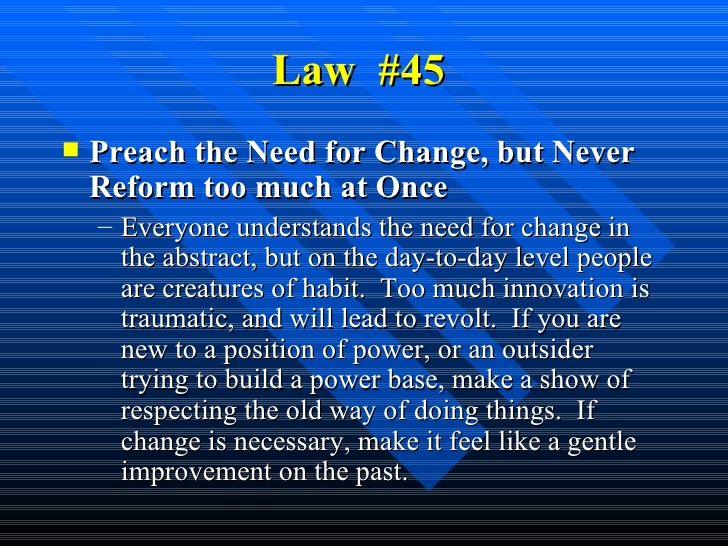 Law #45
Preach the Need for Change, but Never
Reform too much at Once
– Everyone understands the need for change in
the abstract, but on the day-to-day level people
are creatures of habit. Too much innovation is
traumatic, and will lead to revolt. If you are
new to a position of power, or an outsider
trying to build a power base, make a show of
respecting the old way of doing things. If
change is necessary, make it feel like a gentle
improvement on the past.